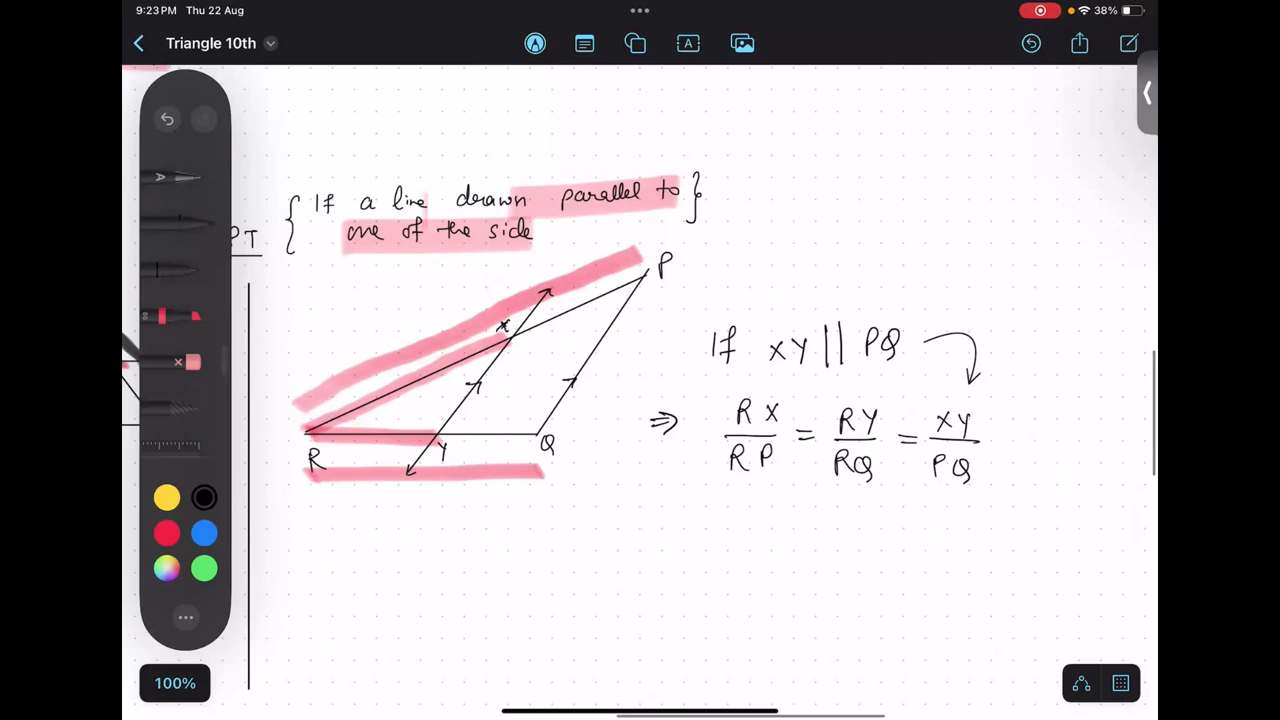 9:23 PM Thu 22 Aug
38%
Triangle 10th
A
{ If a line drawn parallel to }
one of the side
PT
P
X
If XY || PQ
⇒ RX/RP = RY/RQ = XY/PQ
R
Y
Q
100%